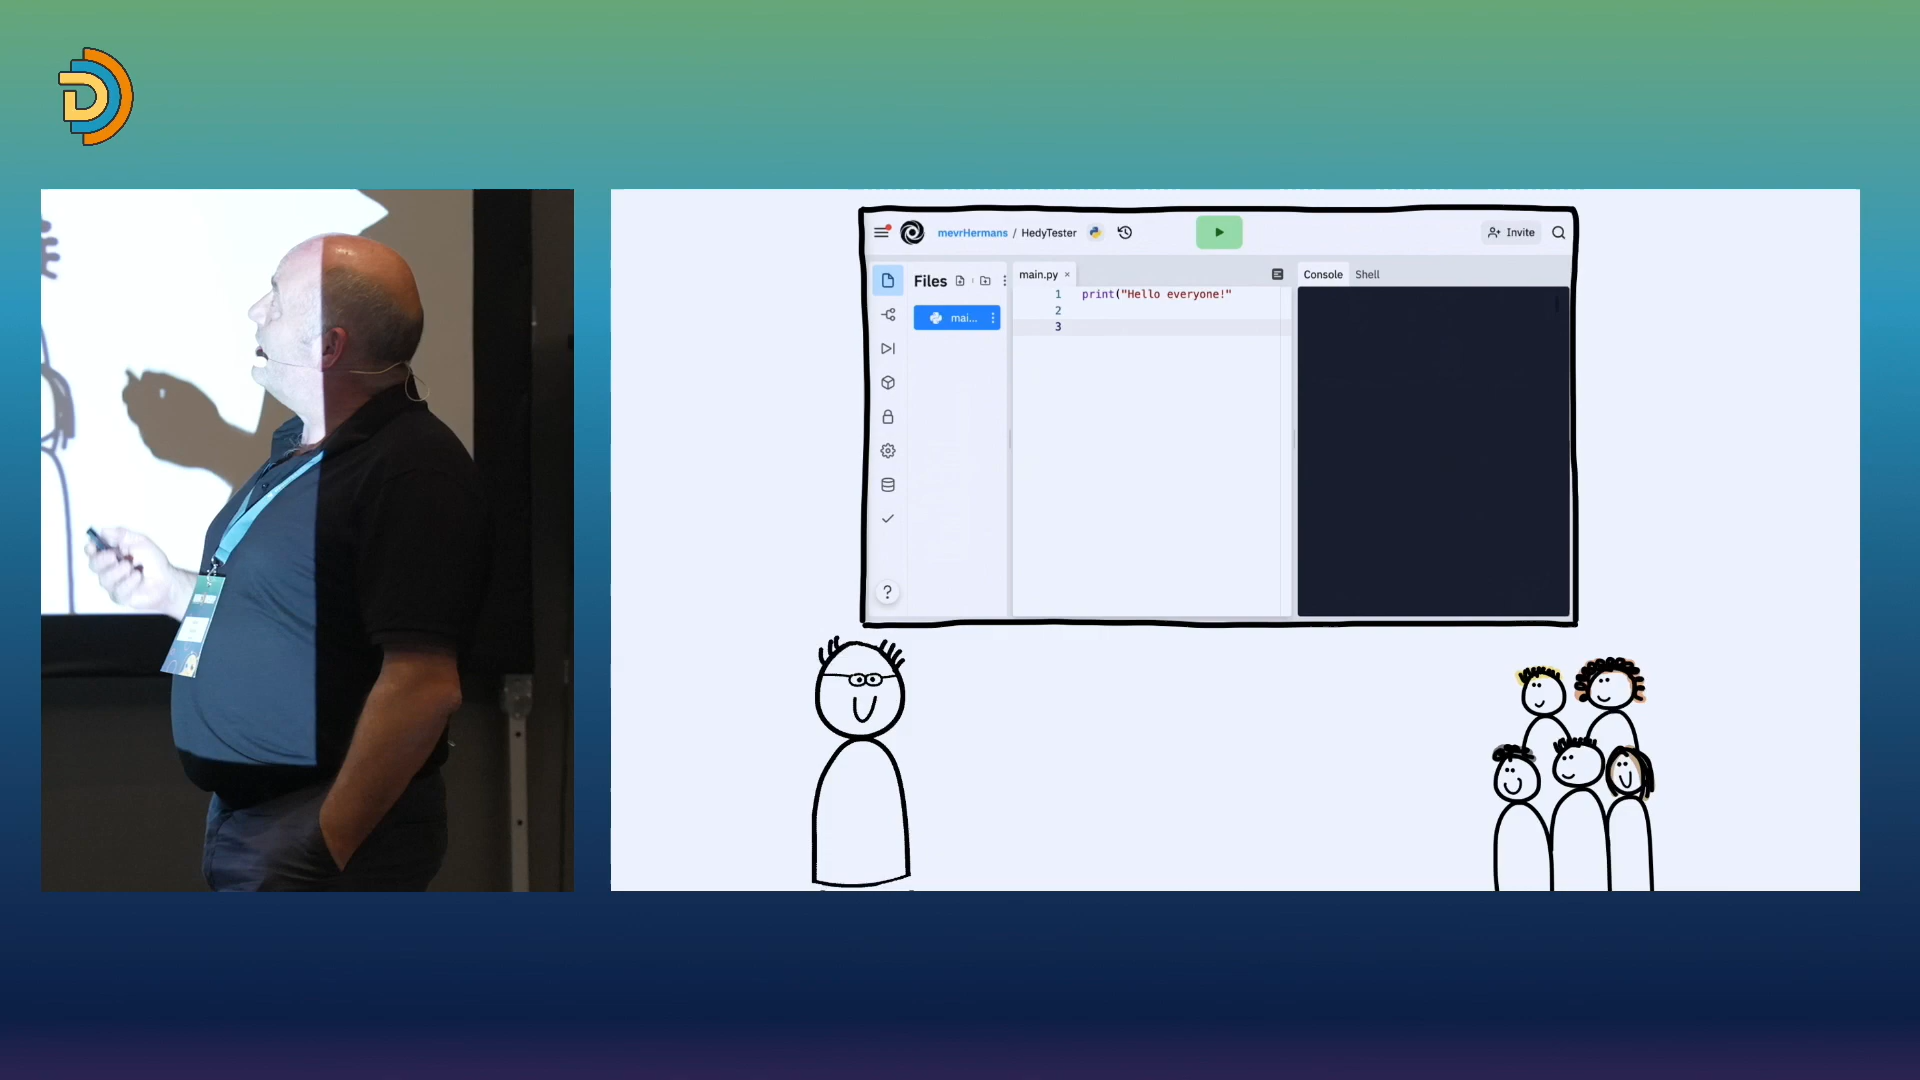 mevrHermans / HedyTester
Invite
Files
mai...
main.py ×
1 print("Hello everyone!"
2
3
Console Shell
?